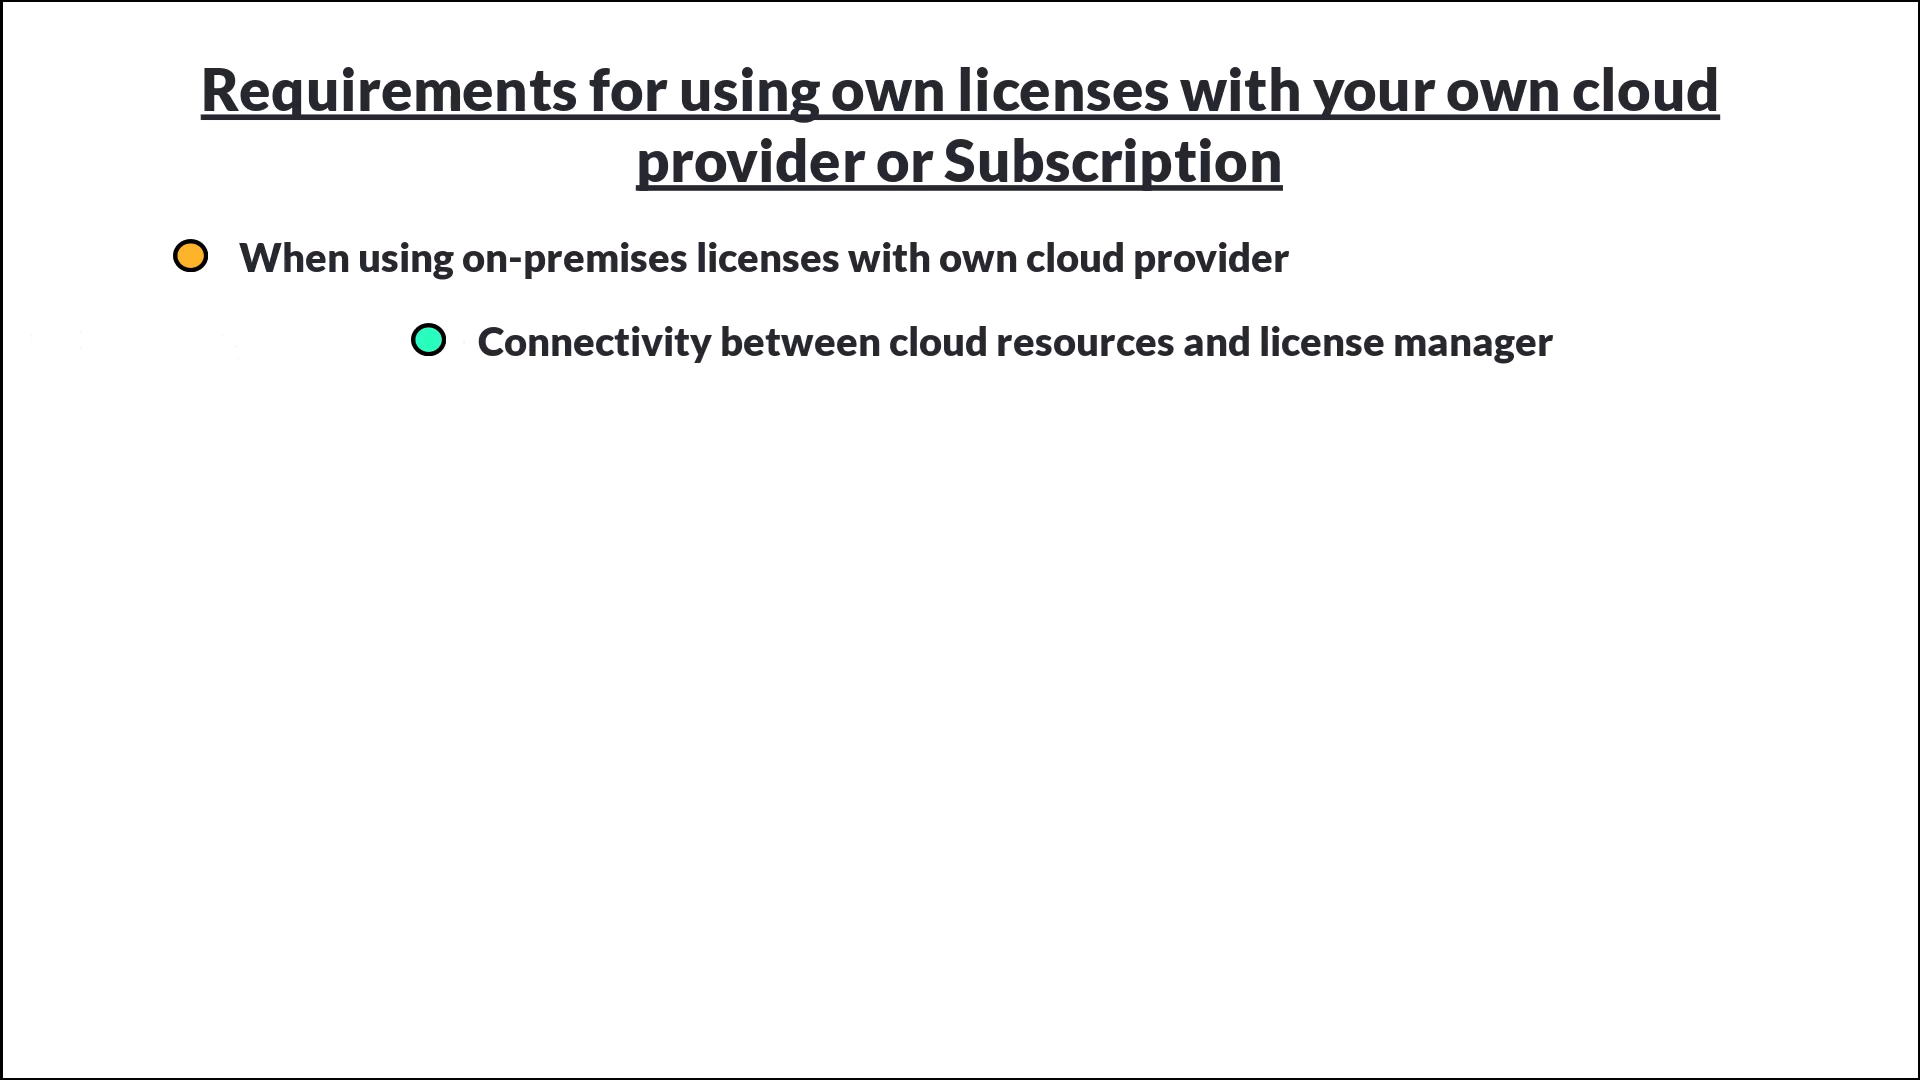 Requirements for using own licenses with your own cloud
provider or Subscription
When using on-premises licenses with own cloud provider
Connectivity between cloud resources and license manager